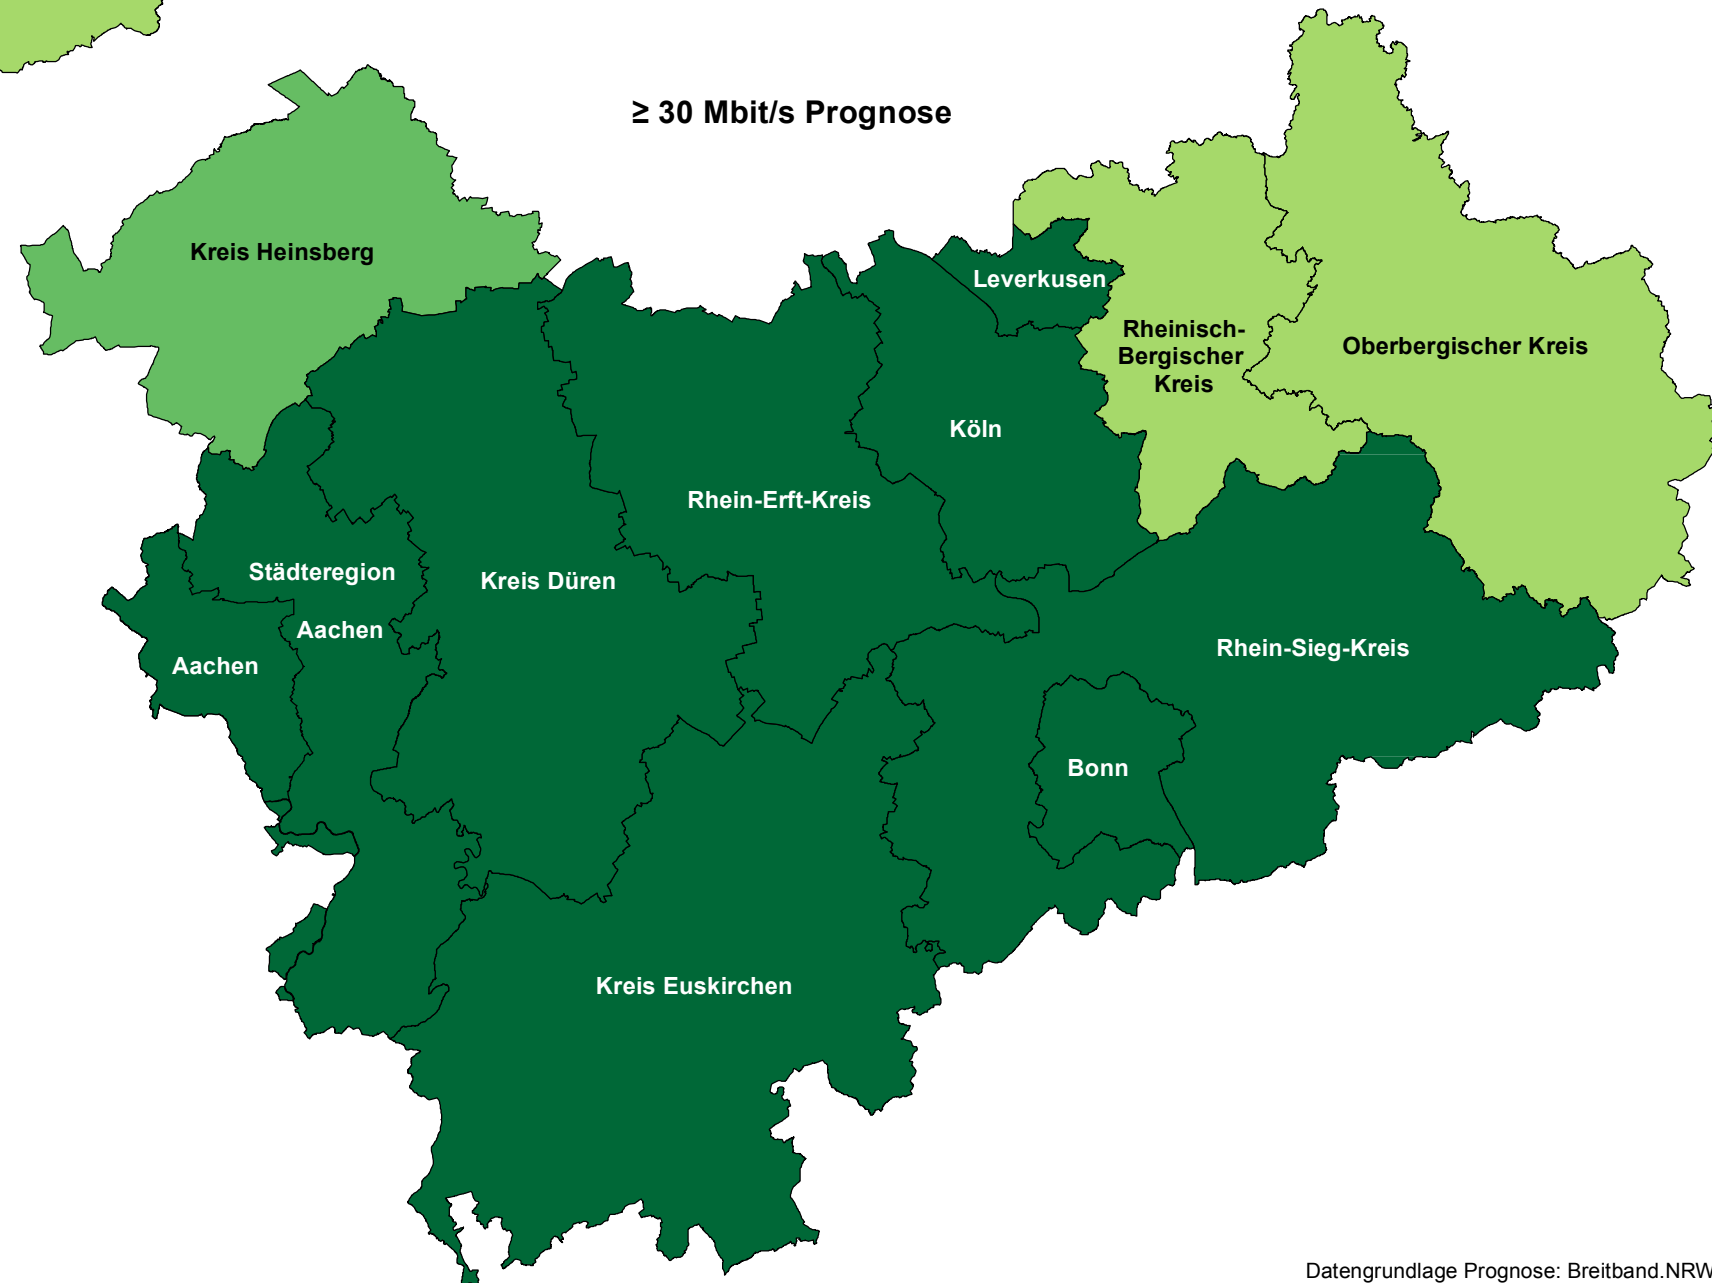 ≥ 30 Mbit/s Prognose
Kreis Heinsberg
Leverkusen
Rheinisch-
Bergischer
Kreis
Oberbergischer Kreis
Köln
Rhein-Erft-Kreis
Städteregion
Aachen
Kreis Düren
Aachen
Rhein-Sieg-Kreis
Bonn
Kreis Euskirchen
Datengrundlage Prognose: Breitband.NRW